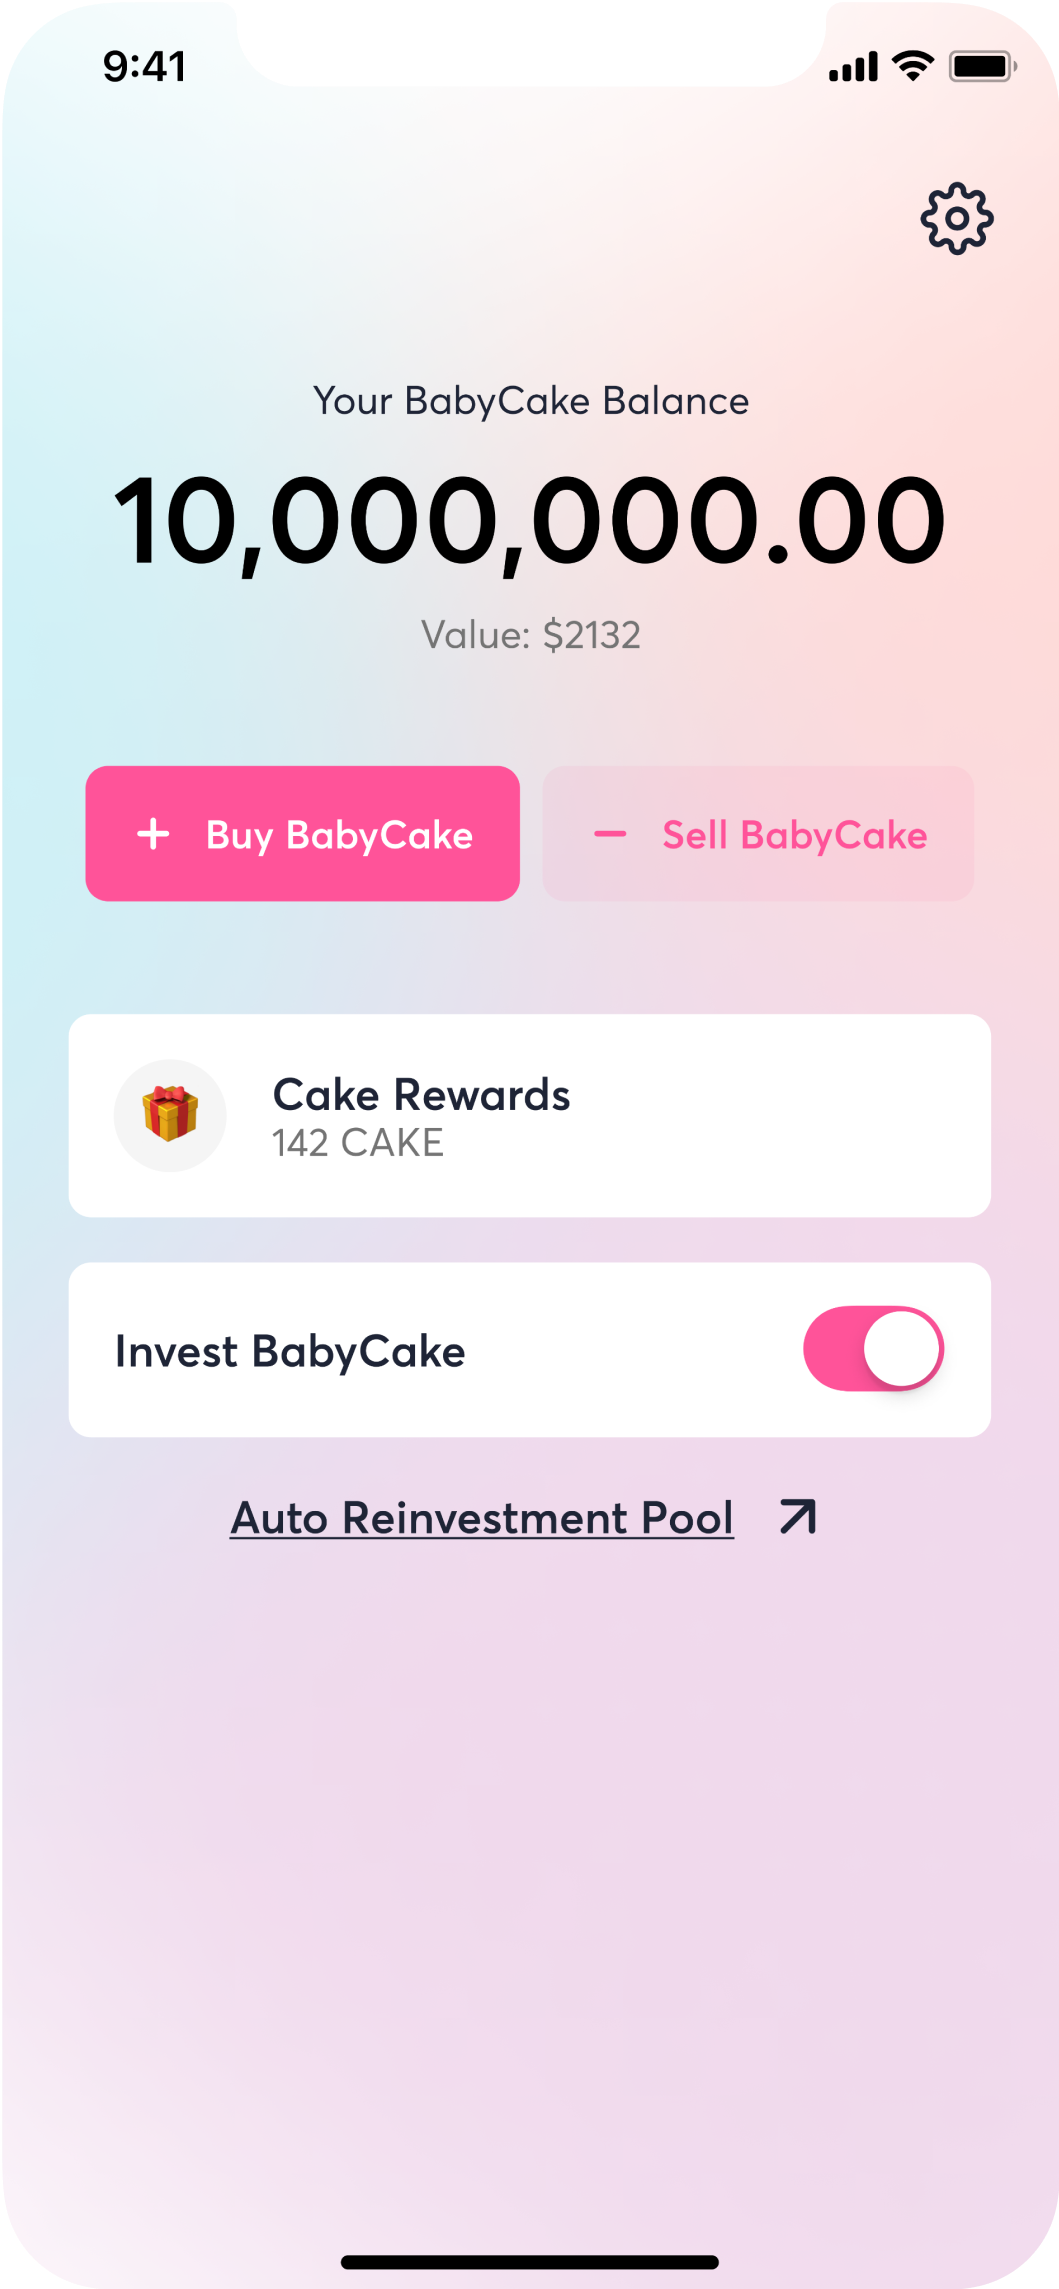 9:41
Your BabyCake Balance
10,000,000.00
Value: $2132
+ Buy BabyCake
− Sell BabyCake
Cake Rewards
142 CAKE
Invest BabyCake
Auto Reinvestment Pool